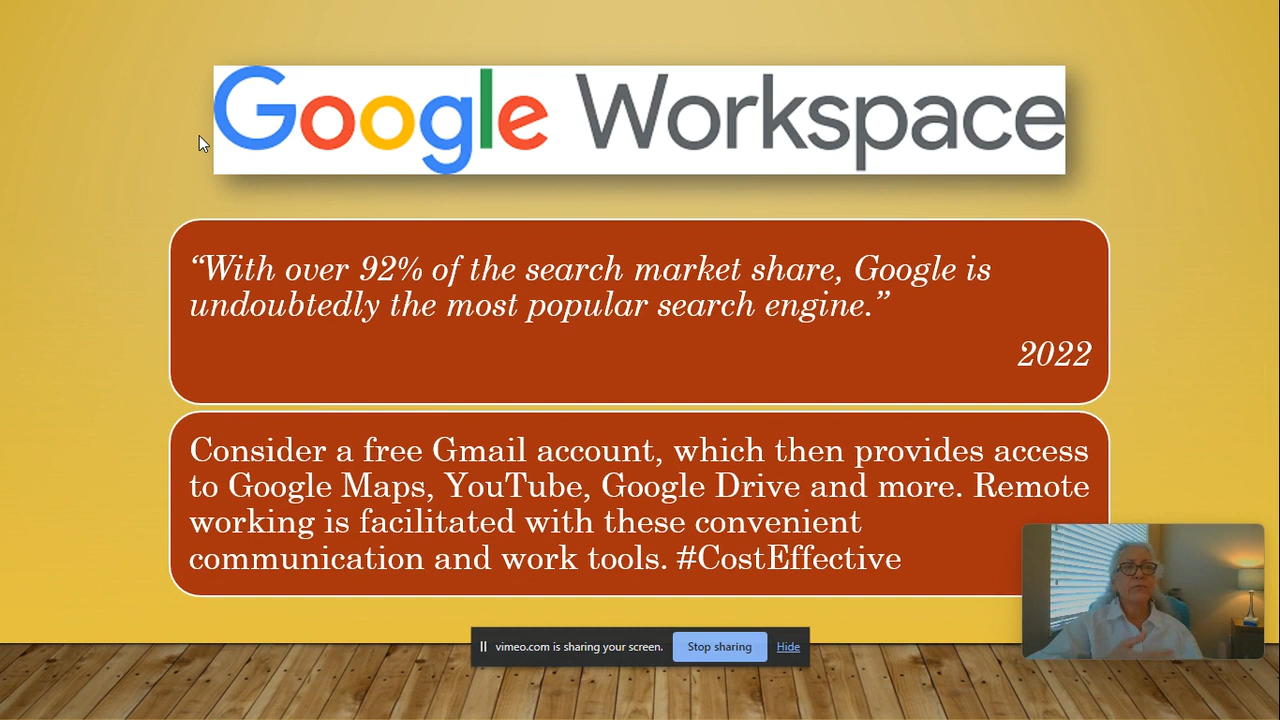 Google Workspace
“With over 92% of the search market share, Google is
undoubtedly the most popular search engine.”
2022
Consider a free Gmail account, which then provides access
to Google Maps, YouTube, Google Drive and more. Remote
working is facilitated with these convenient
communication and work tools. #CostEffective
vimeo.com is sharing your screen. Stop sharing Hide